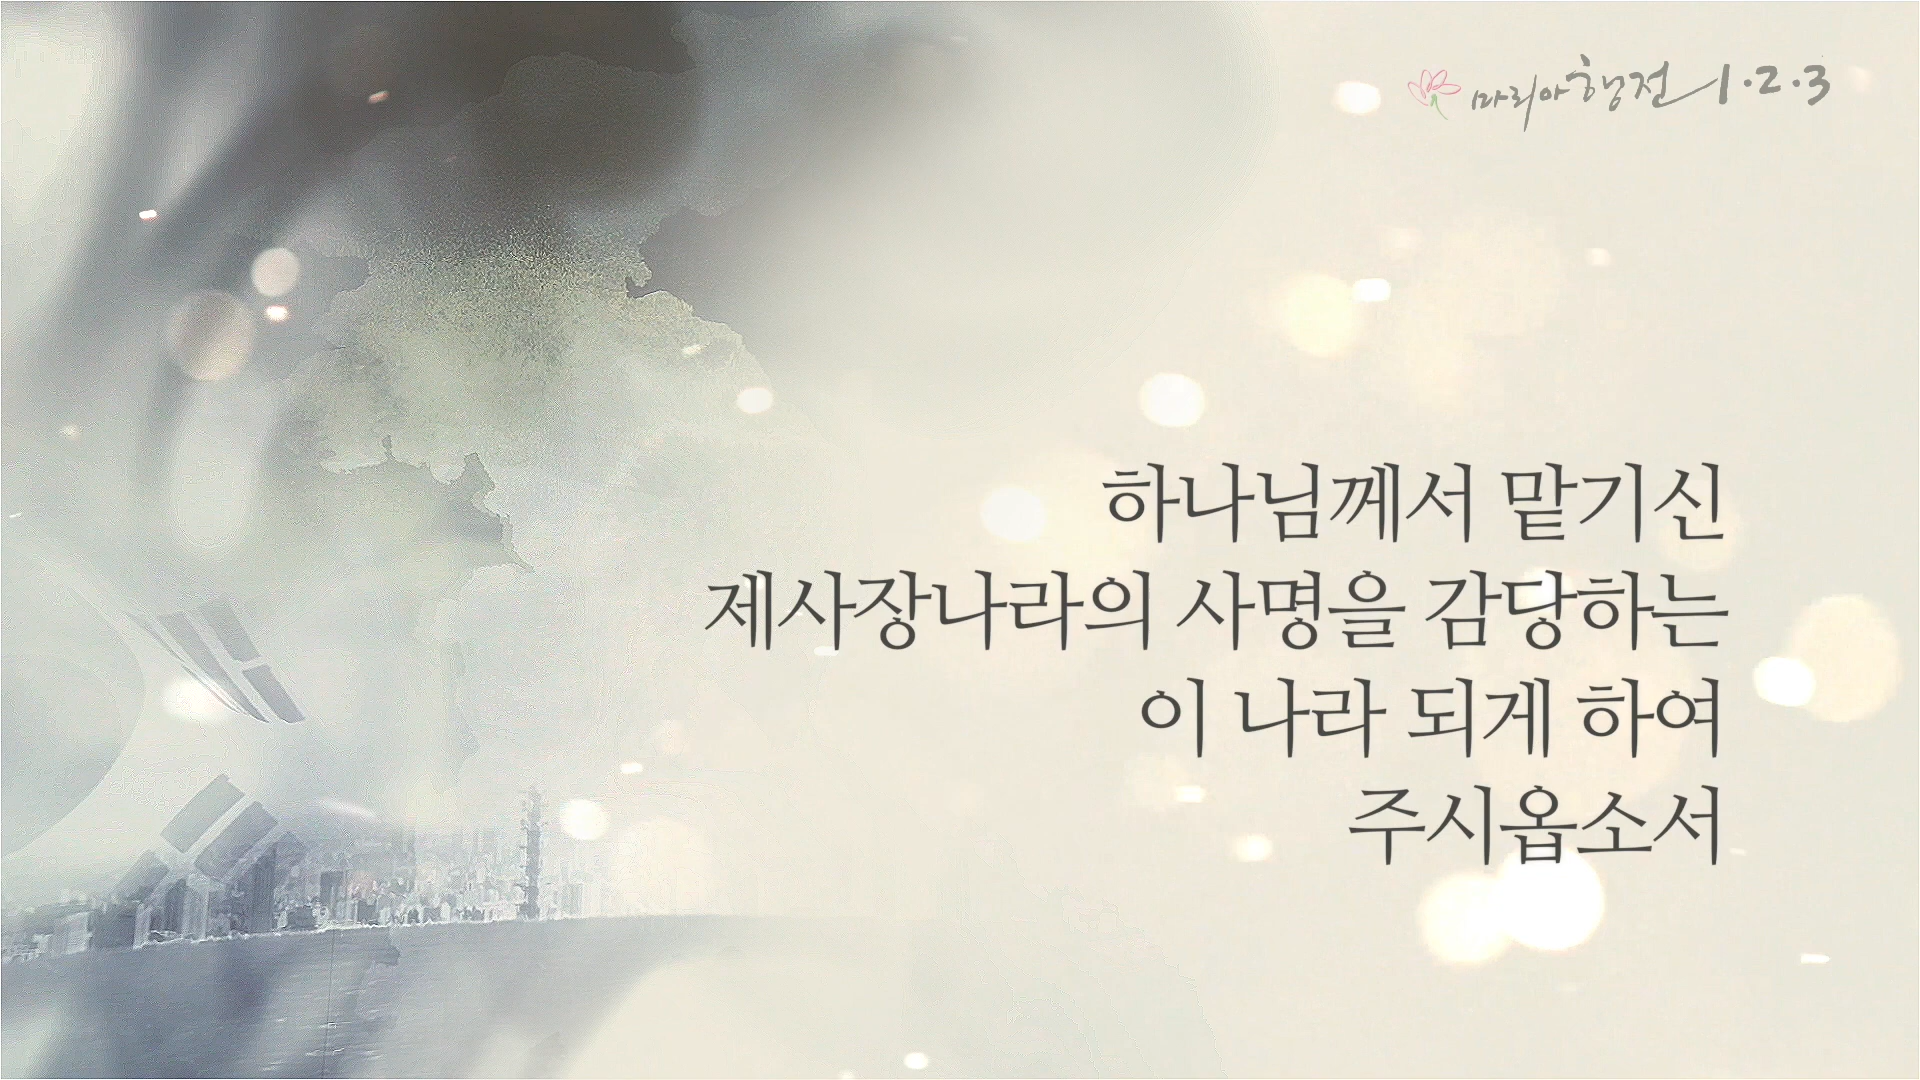 마리아행전 1·2·3
하나님께서 맡기신
제사장나라의 사명을 감당하는
이 나라 되게 하여
주시옵소서